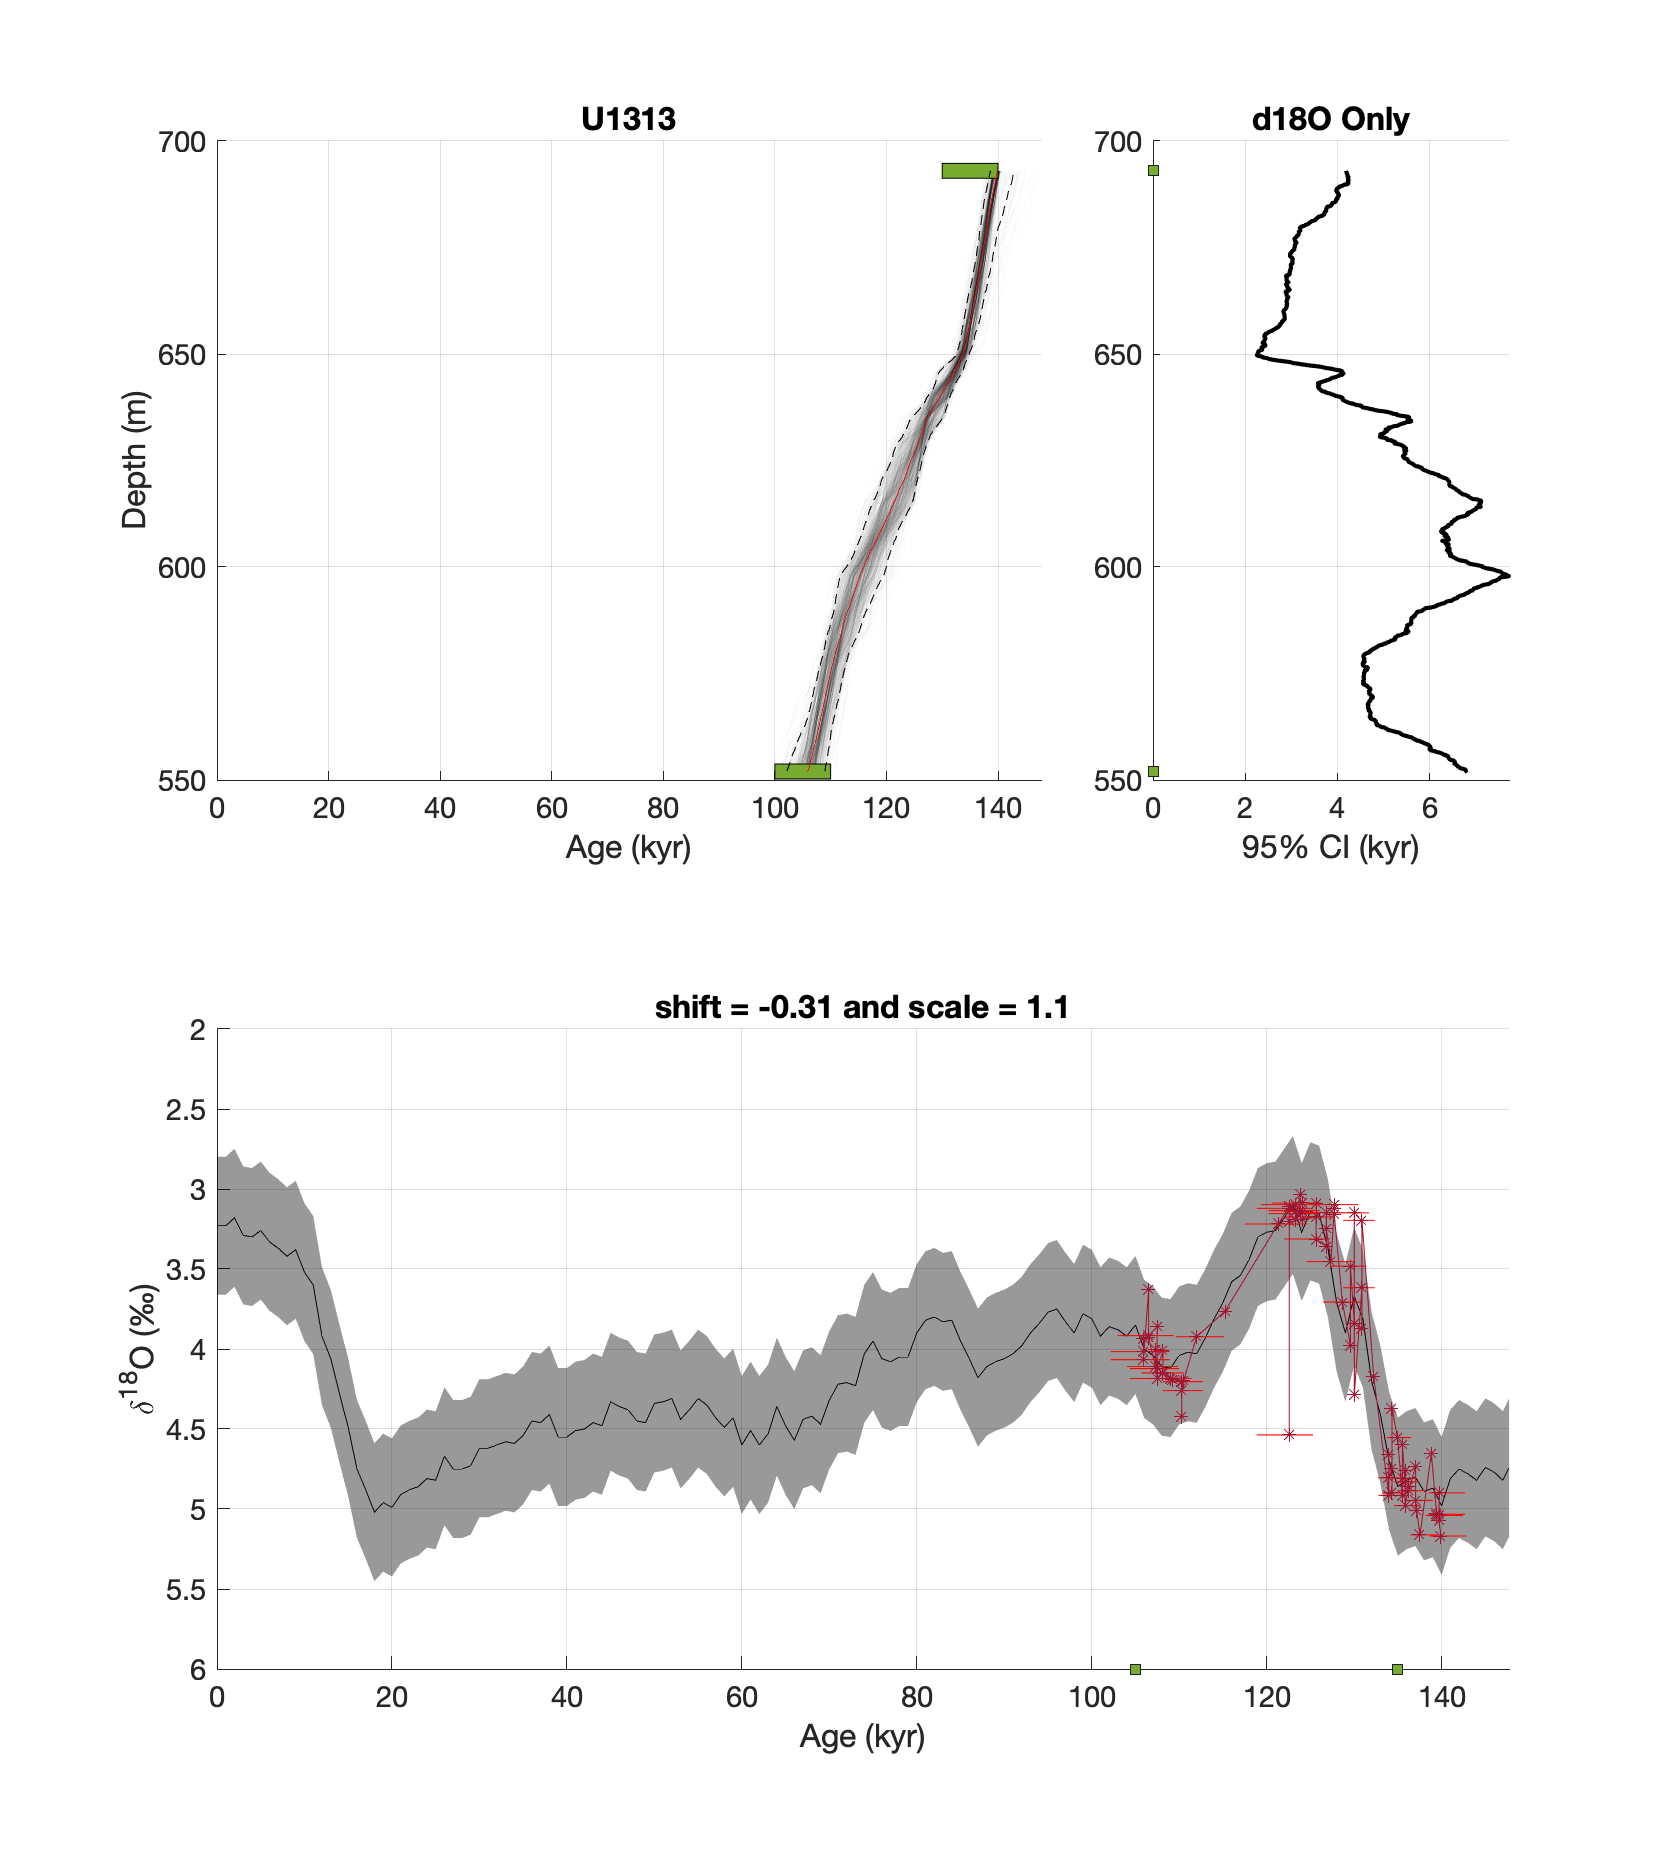 U1313
700
650
600
550
Depth (m)
0 20 40 60 80 100 120 140
Age (kyr)
d18O Only
700
650
600
550
0 2 4 6
95% CI (kyr)
shift = -0.31 and scale = 1.1
2
2.5
3
3.5
4
4.5
5
5.5
6
δ18O (‰)
0 20 40 60 80 100 120 140
Age (kyr)